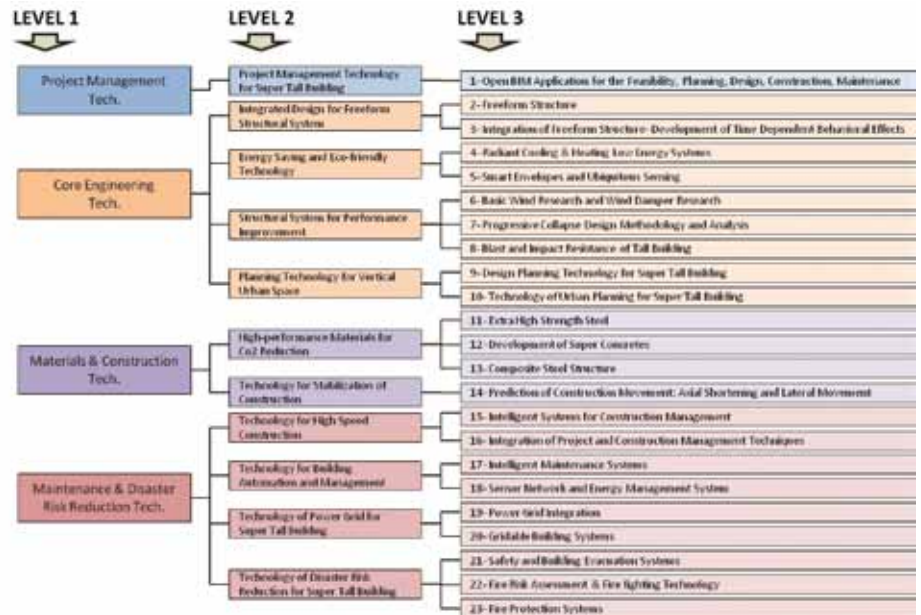 LEVEL 1
LEVEL 2
LEVEL 3
Project Management
Tech.
Project Management Technology
for Super Tall Building
1- Open BIM Application for the Feasibility, Planning, Design, Construction, Maintenance
Core Engineering
Tech.
Integrated Design for Freeform
Structural System
2- Freeform Structure
3- Integration of Freeform Structure- Development of Time Dependent Behavioral Effects
Energy Saving and Eco-friendly
Technology
4- Radiant Cooling & Heating Low Energy Systems
5- Smart Envelopes and Ubiquitous Sensing
Structural System for Performance
Improvement
6- Basic Wind Research and Wind Damper Research
7- Progressive Collapse Design Methodology and Analysis
8- Blast and Impact Resistance of Tall Building
Planning Technology for Vertical
Urban Space
9- Design Planning Technology for Super Tall Building
10- Technology of Urban Planning for Super Tall Building
Materials & Construction
Tech.
High-performance Materials for
Co2 Reduction
11- Extra High Strength Steel
12- Development of Super Concretes
13- Composite Steel Structure
Technology for Stabilization of
Construction
14- Prediction of Construction Movement: Axial Shortening and Lateral Movement
Maintenance & Disaster
Risk Reduction Tech.
Technology for High Speed
Construction
15- Intelligent Systems for Construction Management
16- Integration of Project and Construction Management Techniques
Technology for Building
Automation and Management
17- Intelligent Maintenance Systems
18- Server Network and Energy Management System
Technology of Power Grid for
Super Tall Building
19- Power Grid Integration
20- Gridable Building Systems
Technology of Disaster Risk
Reduction for Super Tall Building
21- Safety and Building Evacuation Systems
22- Fire Risk Assessment & Fire fighting Technology
23- Fire Protection Systems